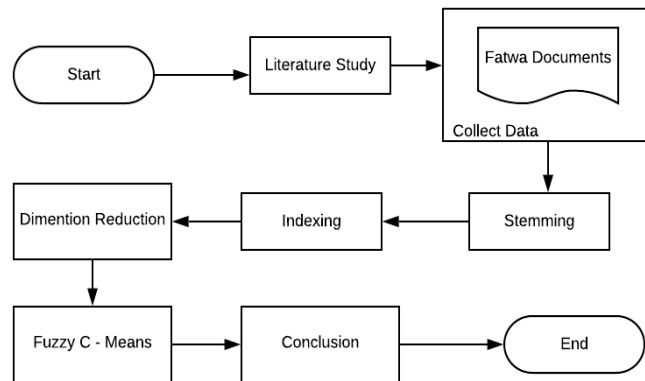 Start
Literature Study
Fatwa Documents
Collect Data
Stemming
Indexing
Dimention Reduction
Fuzzy C - Means
Conclusion
End